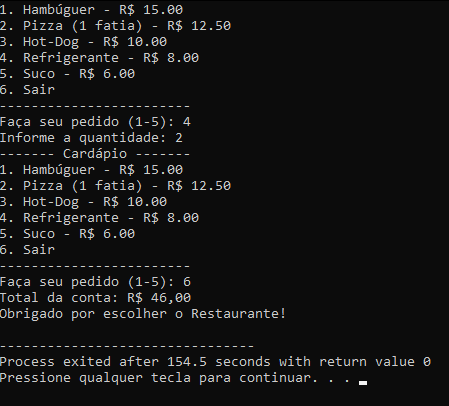 1. Hambúguer - R$ 15.00
2. Pizza (1 fatia) - R$ 12.50
3. Hot-Dog - R$ 10.00
4. Refrigerante - R$ 8.00
5. Suco - R$ 6.00
6. Sair
------------------------
Faça seu pedido (1-5): 4
Informe a quantidade: 2
------- Cardápio -------
1. Hambúguer - R$ 15.00
2. Pizza (1 fatia) - R$ 12.50
3. Hot-Dog - R$ 10.00
4. Refrigerante - R$ 8.00
5. Suco - R$ 6.00
6. Sair
------------------------
Faça seu pedido (1-5): 6
Total da conta: R$ 46,00
Obrigado por escolher o Restaurante!
--------------------------------
Process exited after 154.5 seconds with return value 0
Pressione qualquer tecla para continuar. . .